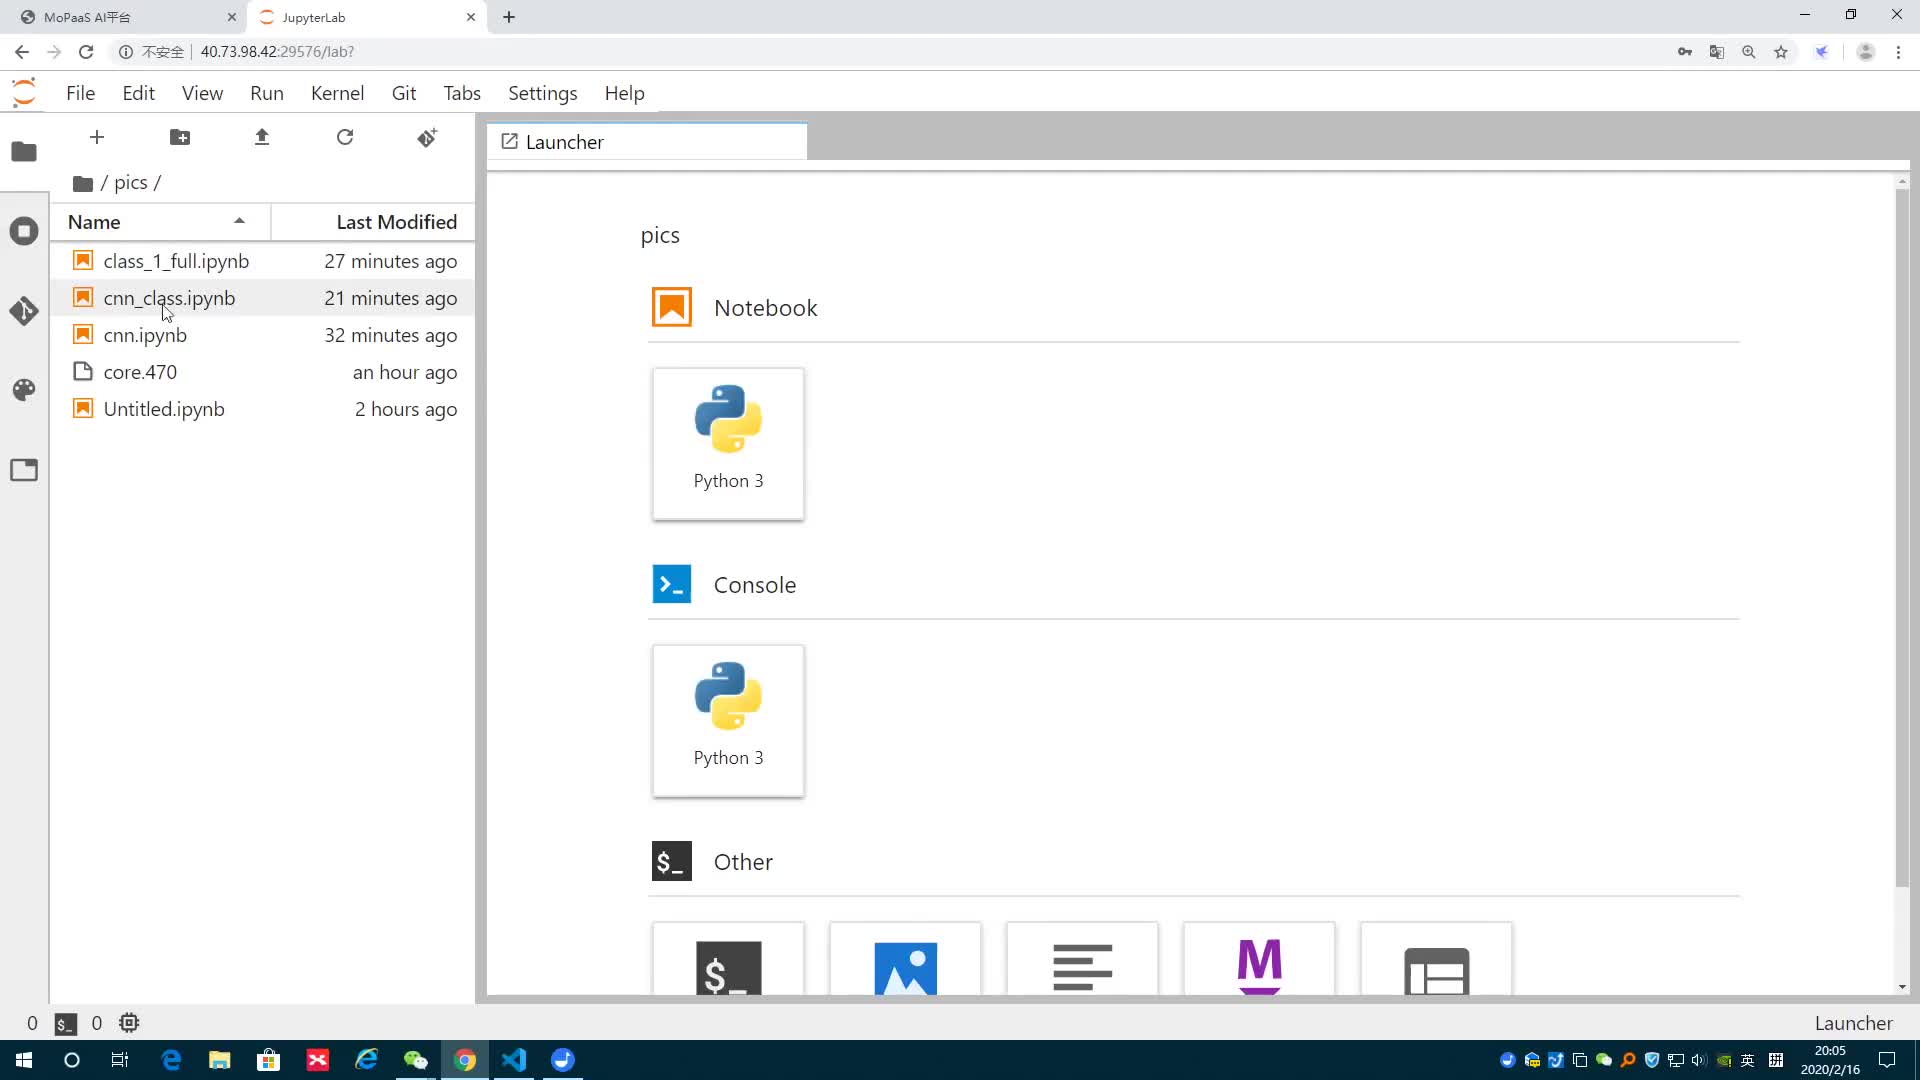 MoPaaS AI平台
JupyterLab
不安全 40.73.98.42:29576/lab?
File Edit View Run Kernel Git Tabs Settings Help
/ pics /
Name Last Modified
class_1_full.ipynb 27 minutes ago
cnn_class.ipynb 21 minutes ago
cnn.ipynb 32 minutes ago
core.470 an hour ago
Untitled.ipynb 2 hours ago
Launcher
pics
Notebook
Python 3
Console
Python 3
$_ Other
$_ M
0 $_ 0 Launcher
英 拼
20:05
2020/2/16